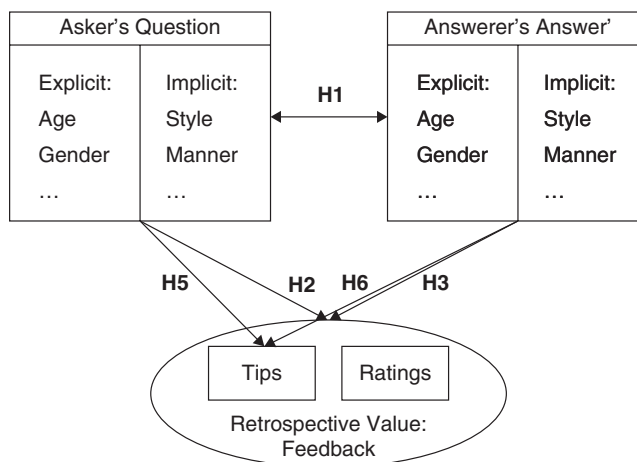 Asker's Question
Explicit:
Age
Gender
…
Implicit:
Style
Manner
…
H1
Answerer's Answer'
Explicit:
Age
Gender
…
Implicit:
Style
Manner
…
H5
H2
H6
H3
Tips
Ratings
Retrospective Value:
Feedback